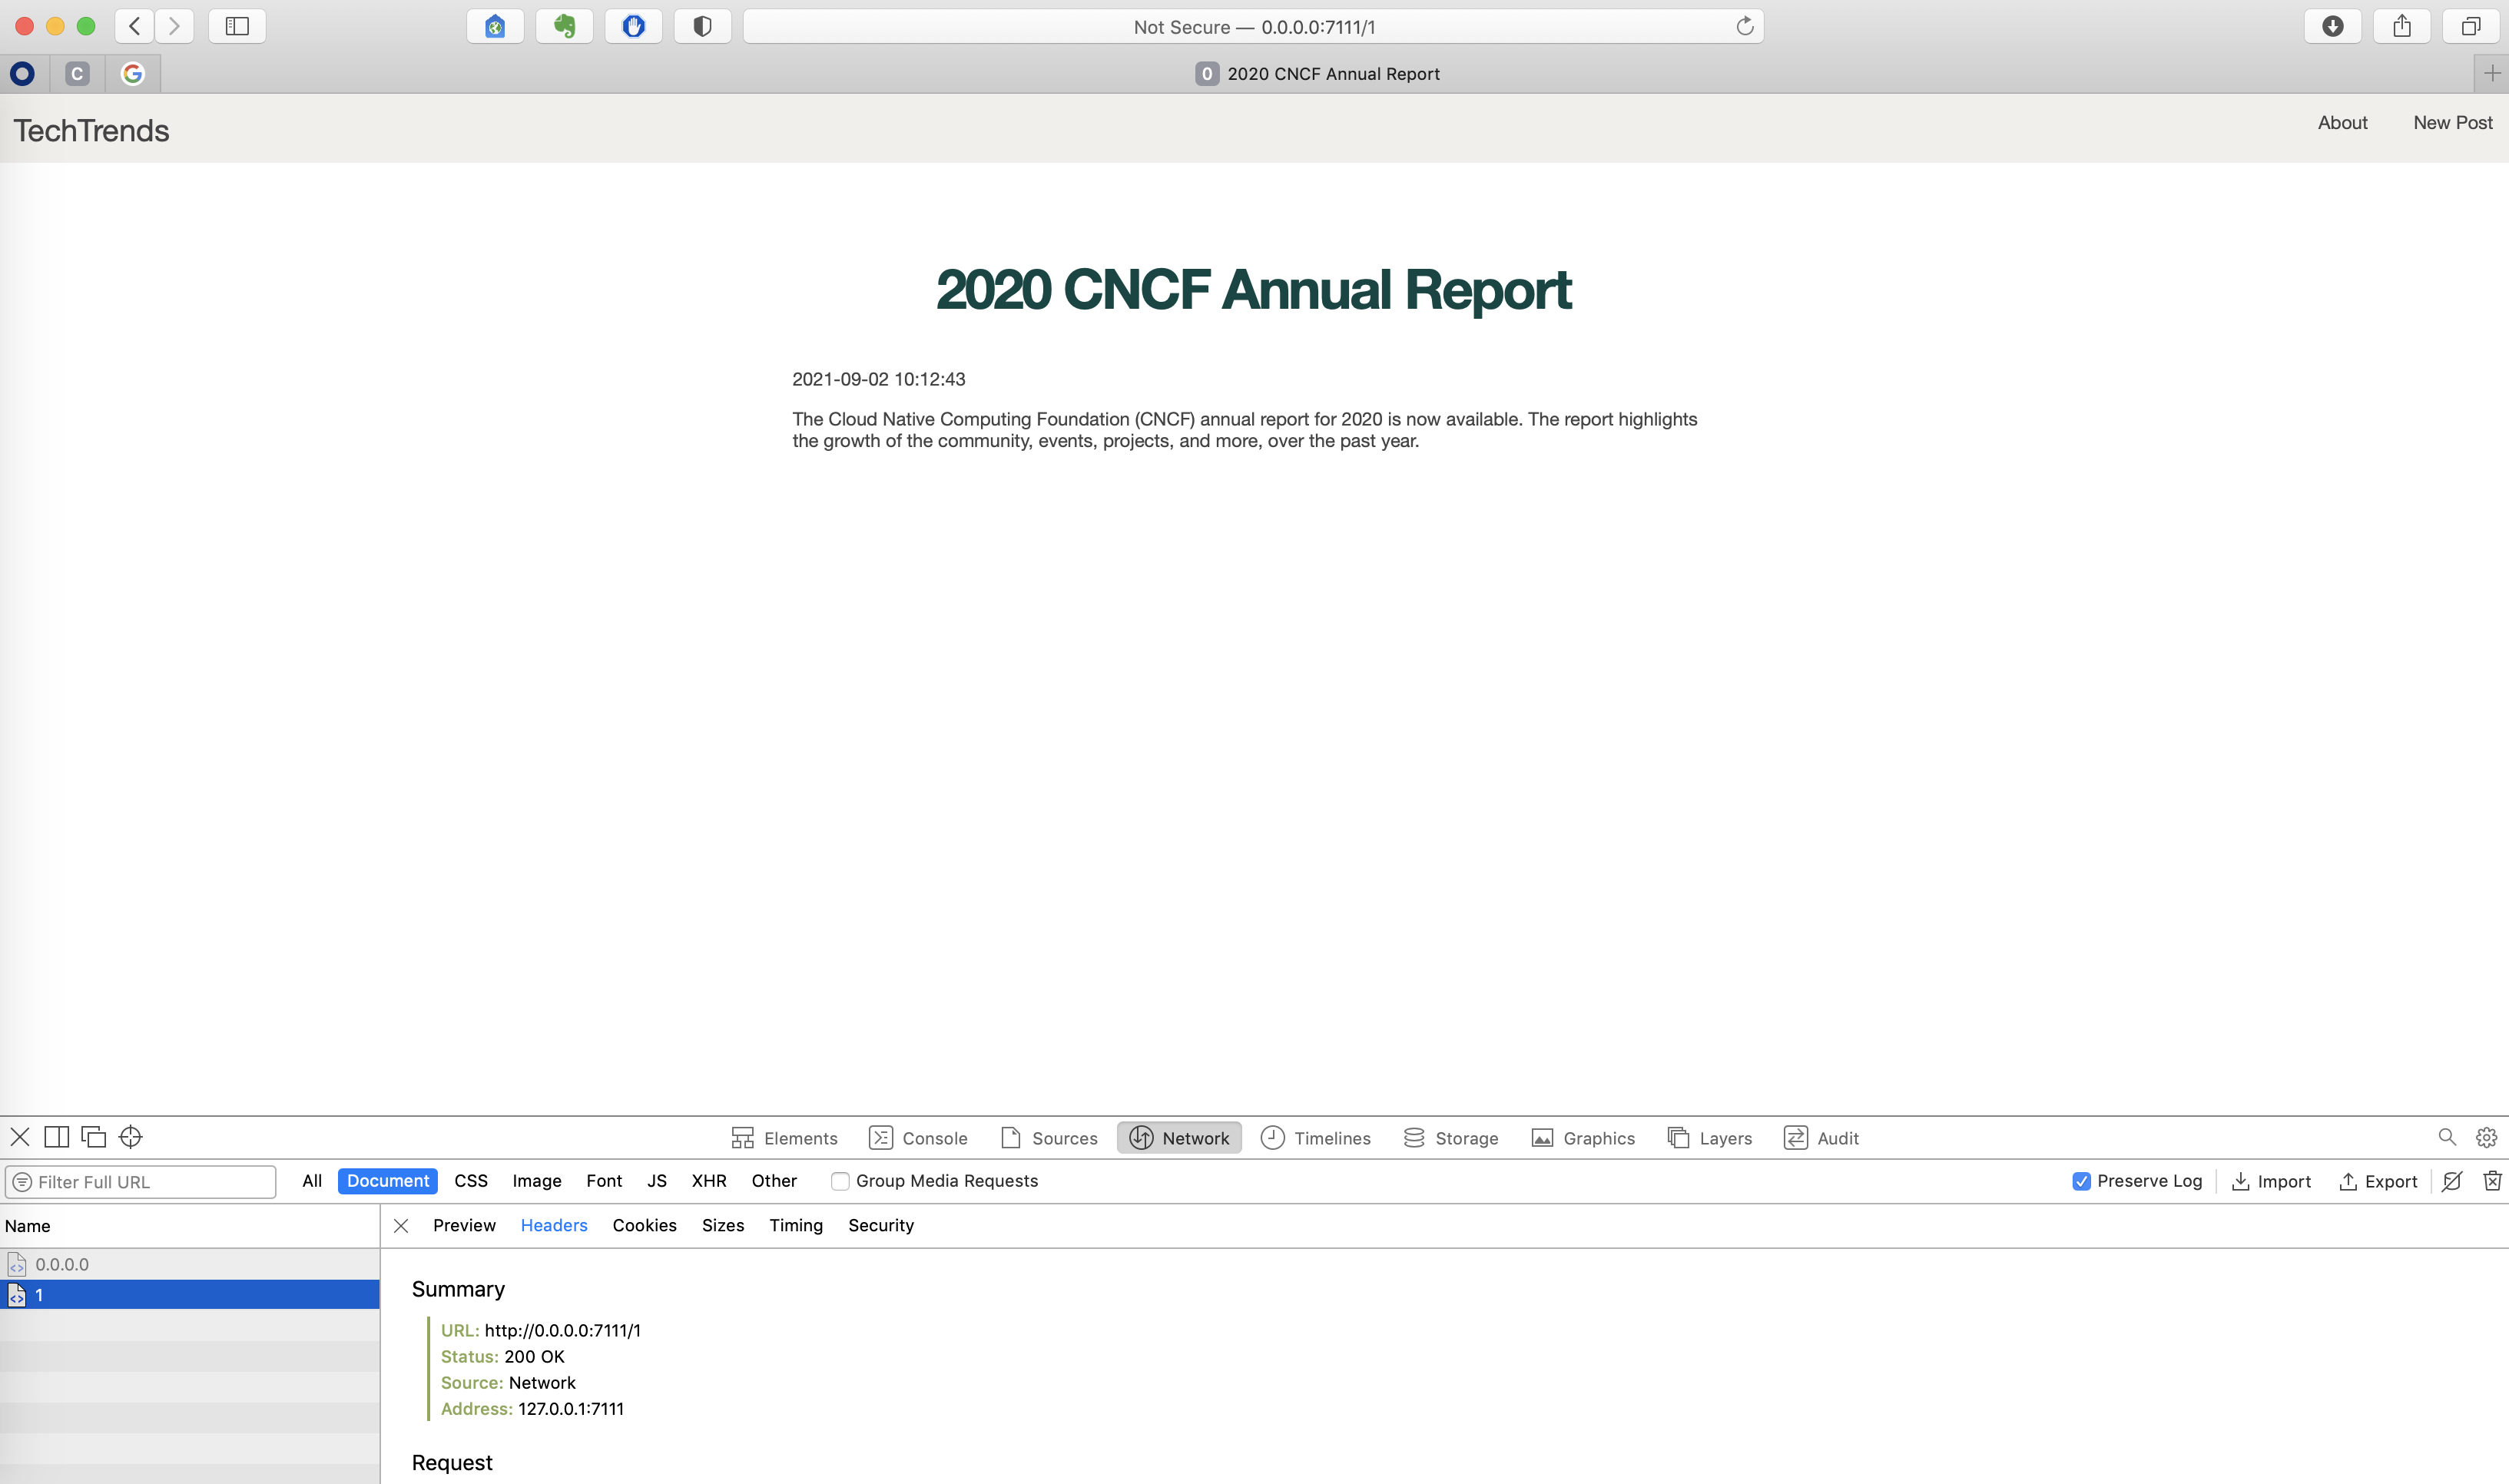 Not Secure — 0.0.0.0:7111/1
C
0 2020 CNCF Annual Report
TechTrends
About New Post
2020 CNCF Annual Report
2021-09-02 10:12:43
The Cloud Native Computing Foundation (CNCF) annual report for 2020 is now available. The report highlights
the growth of the community, events, projects, and more, over the past year.
Elements Console Sources Network Timelines Storage Graphics Layers Audit
Filter Full URL All Document CSS Image Font JS XHR Other Group Media Requests Preserve Log Import Export
Name Preview Headers Cookies Sizes Timing Security
0.0.0.0
1
Summary
URL: http://0.0.0.0:7111/1
Status: 200 OK
Source: Network
Address: 127.0.0.1:7111
Request